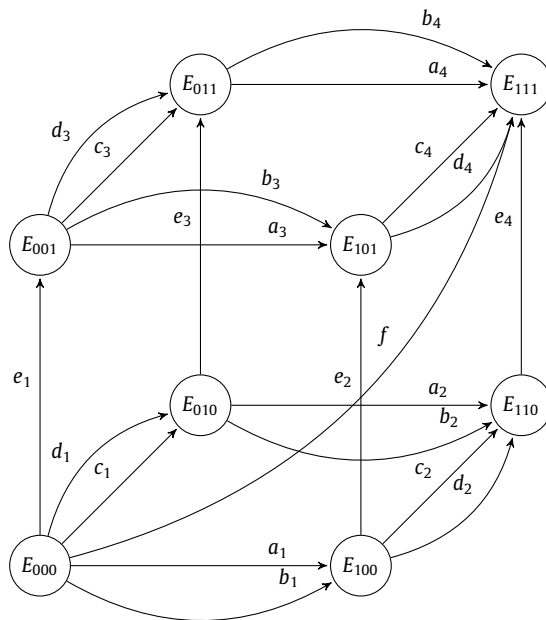 b₄
E₀₁₁
a₄
E₁₁₁
d₃
c₃
c₄
d₄
b₃
e₃
e₄
E₀₀₁
a₃
E₁₀₁
f
e₁
e₂
a₂
E₀₁₀
b₂
E₁₁₀
d₁
c₁
c₂
d₂
a₁
E₀₀₀
b₁
E₁₀₀